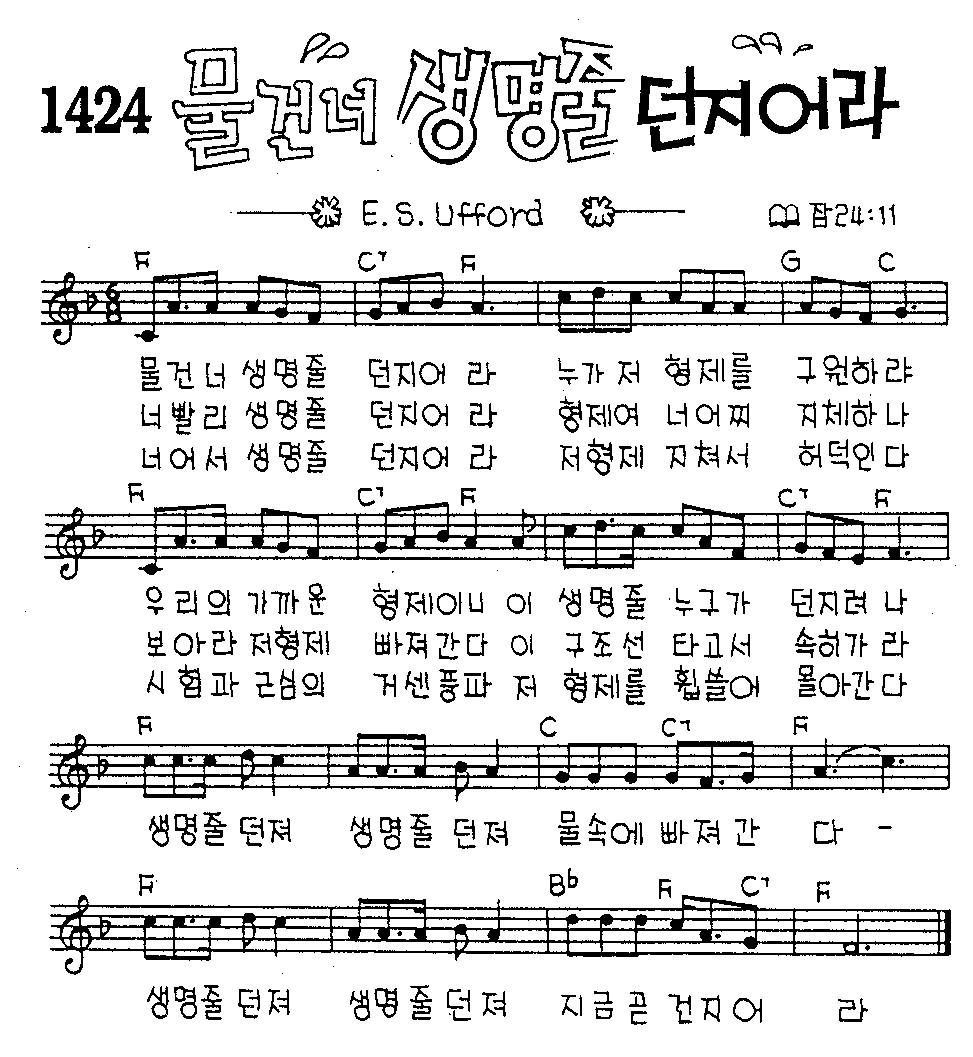 1424 물건너 생명줄 던지어라
E.S. Ufford 잠24:11
F C7 F G C
물건너 생명줄 던지어라 누가 저 형제를 구원하랴
너빨리 생명줄 던지어라 형제여 너어찌 지체하나
너어서 생명줄 던지어라 저형제 지쳐서 허덕인다
F C7 F C7 F
우리의 가까운 형제이니 이 생명줄 누구가 던지려나
보아라 저형제 빠져간다 이 구조선 타고서 속히가라
시험과 근심의 거센풍파 저 형제를 휩쓸어 몰아간다
F C C7 F
생명줄 던져 생명줄 던져 물속에 빠져간 다 -
F Bb F C7 F
생명줄 던져 생명줄 던져 지금 곧 건지어 라